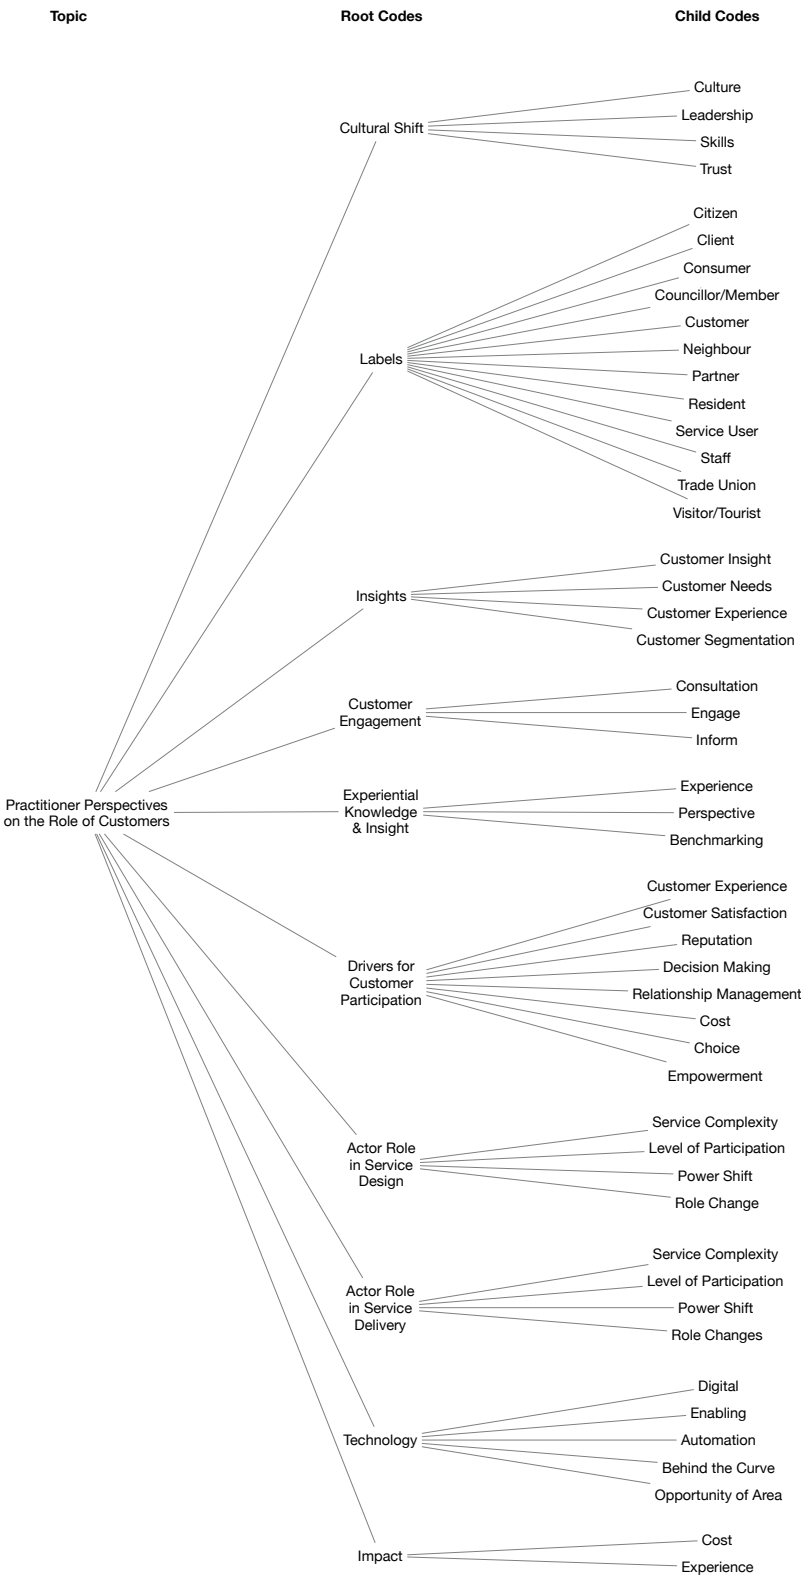 Topic
Root Codes
Child Codes
Culture
Cultural Shift
Leadership
Skills
Trust
Citizen
Client
Consumer
Councillor/Member
Customer
Neighbour
Labels
Partner
Resident
Service User
Staff
Trade Union
Visitor/Tourist
Customer Insight
Customer Needs
Insights
Customer Experience
Customer Segmentation
Consultation
Customer
Engagement
Engage
Inform
Experience
Practitioner Perspectives
on the Role of Customers
Experiential
Knowledge
& Insight
Perspective
Benchmarking
Customer Experience
Customer Satisfaction
Reputation
Drivers for
Customer
Participation
Decision Making
Relationship Management
Cost
Choice
Empowerment
Service Complexity
Actor Role
in Service
Design
Level of Participation
Power Shift
Role Change
Service Complexity
Level of Participation
Actor Role
in Service
Delivery
Power Shift
Role Changes
Digital
Enabling
Technology
Automation
Behind the Curve
Opportunity of Area
Cost
Impact
Experience